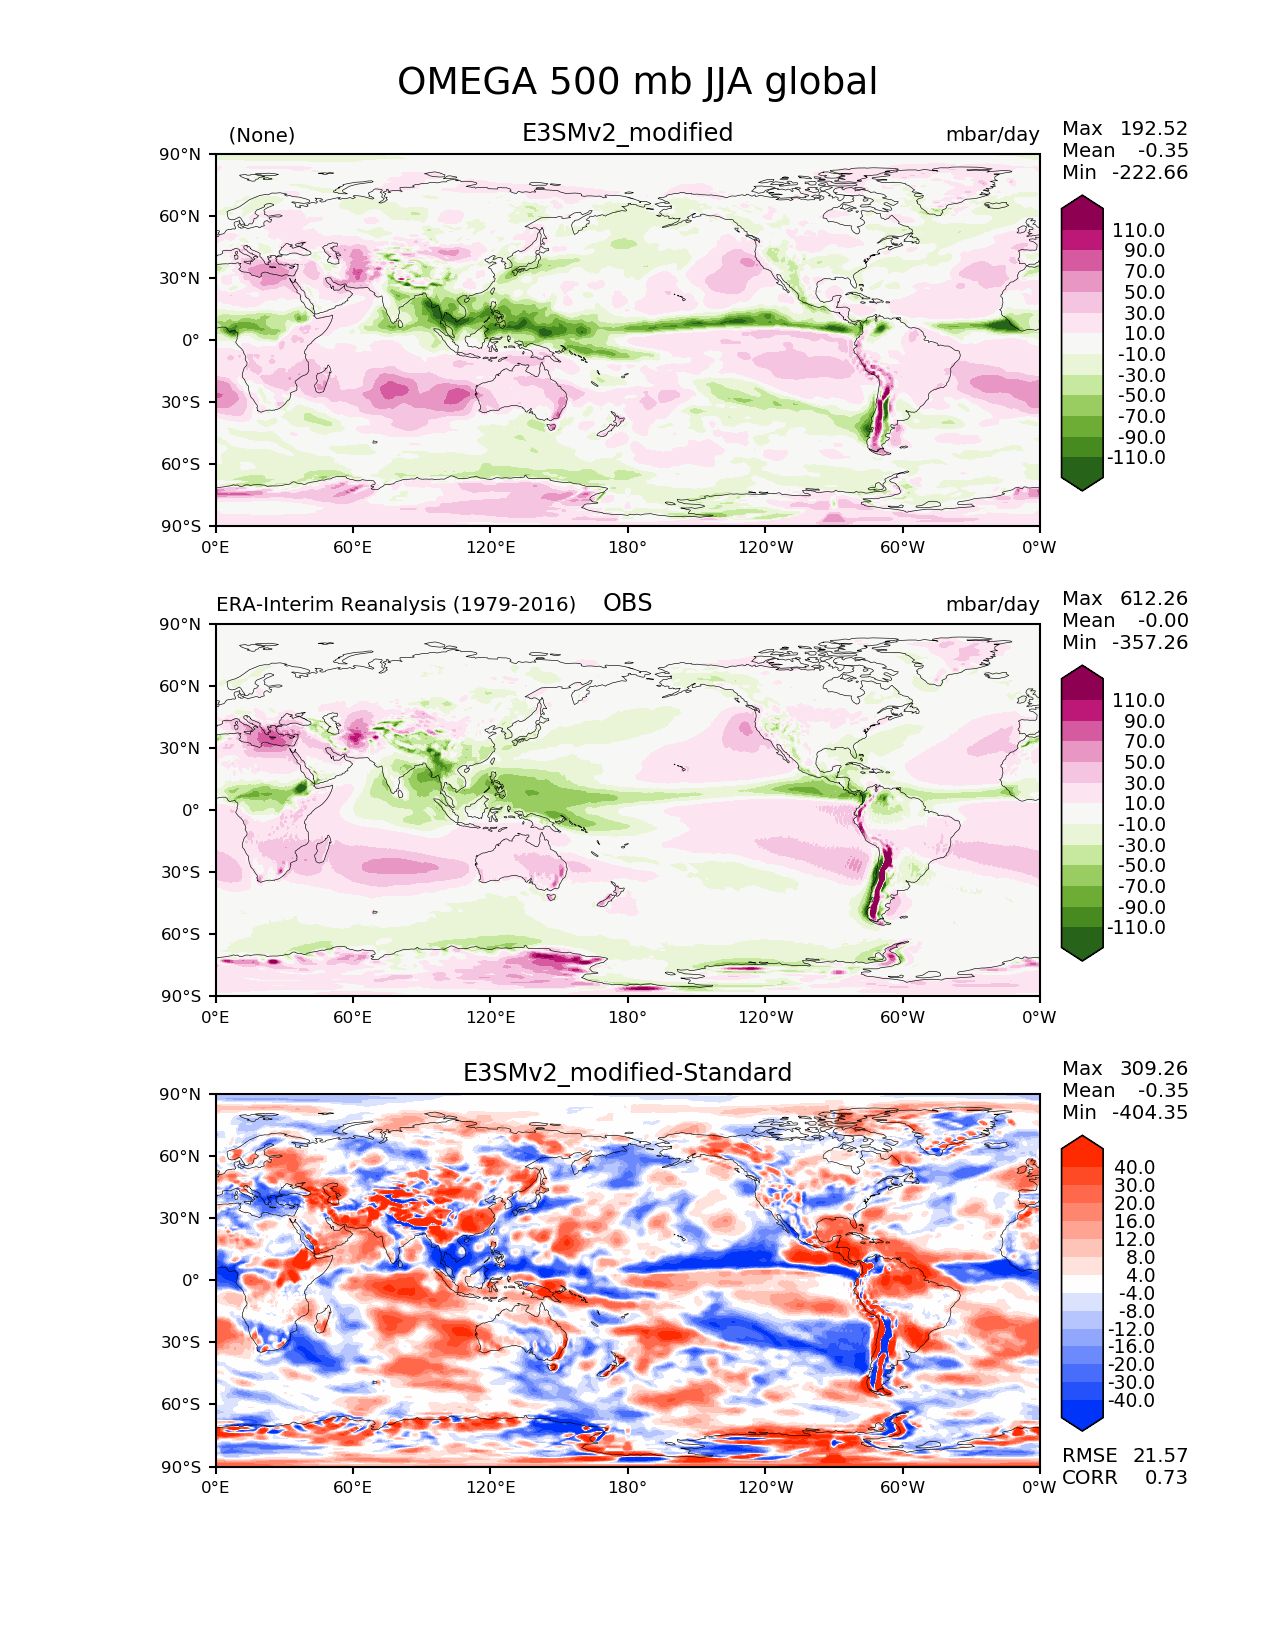 OMEGA 500 mb JJA global
(None) E3SMv2_modified mbar/day
Max 192.52
Mean -0.35
Min -222.66
90°N
60°N
30°N
0°
30°S
60°S
90°S
0°E 60°E 120°E 180° 120°W 60°W 0°W
110.0
90.0
70.0
50.0
30.0
10.0
-10.0
-30.0
-50.0
-70.0
-90.0
-110.0
ERA-Interim Reanalysis (1979-2016) OBS mbar/day
Max 612.26
Mean -0.00
Min -357.26
90°N
60°N
30°N
0°
30°S
60°S
90°S
0°E 60°E 120°E 180° 120°W 60°W 0°W
110.0
90.0
70.0
50.0
30.0
10.0
-10.0
-30.0
-50.0
-70.0
-90.0
-110.0
E3SMv2_modified-Standard
Max 309.26
Mean -0.35
Min -404.35
90°N
60°N
30°N
0°
30°S
60°S
90°S
0°E 60°E 120°E 180° 120°W 60°W 0°W
40.0
30.0
20.0
16.0
12.0
8.0
4.0
-4.0
-8.0
-12.0
-16.0
-20.0
-30.0
-40.0
RMSE 21.57
CORR 0.73